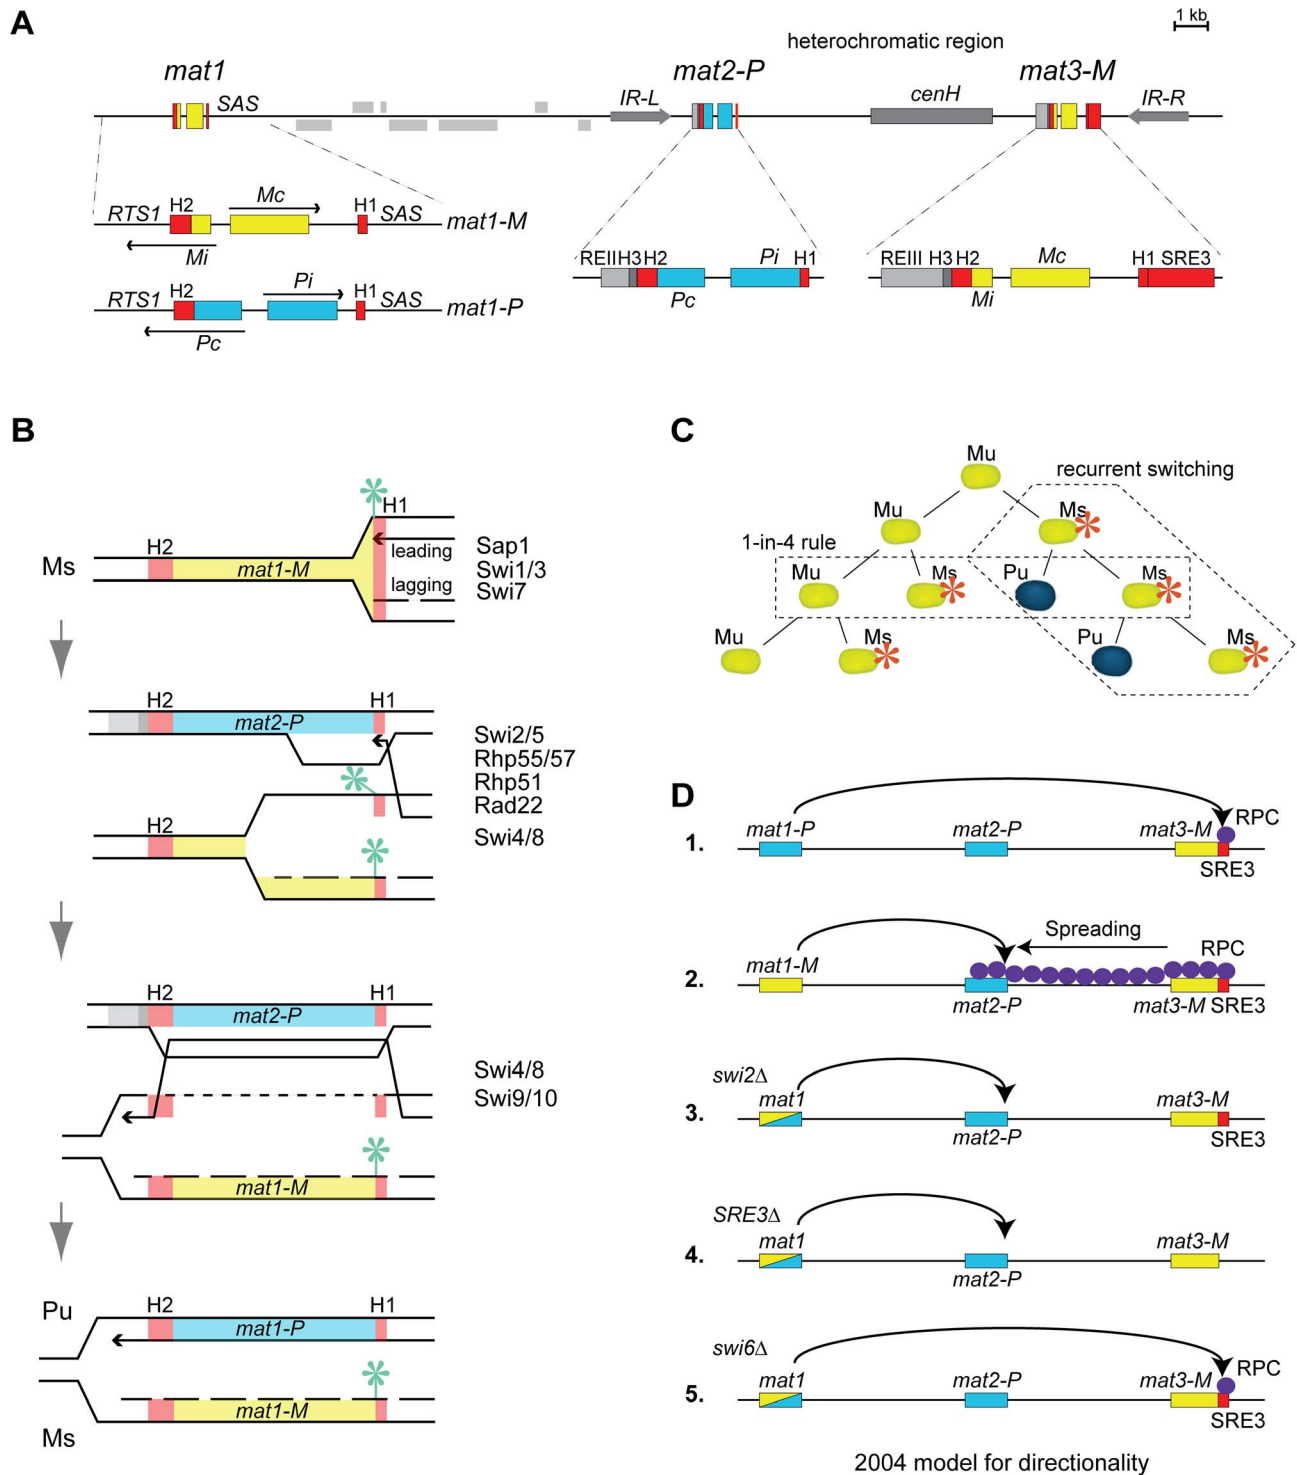 A
1 kb
heterochromatic region
mat1
mat2-P
mat3-M
SAS
IR-L
cenH
IR-R
RTS1 H2 Mc H1 SAS mat1-M
Mi
RTS1 H2 Pi H1 SAS mat1-P
Pc
REII H3 H2 Pi H1
Pc
REIII H3 H2 Mc H1 SRE3
Mi
B
Ms
H2
H1
mat1-M
leading
lagging
Sap1
Swi1/3
Swi7
H2
H1
mat2-P
H2
Swi2/5
Rhp55/57
Rhp51
Rad22
Swi4/8
H2
H1
mat2-P
mat1-M
Swi4/8
Swi9/10
Pu
H2
H1
mat1-P
mat1-M
Ms
C
Mu
recurrent switching
Mu
Ms
1-in-4 rule
Mu
Ms
Pu
Ms
Mu
Ms
Pu
Ms
D
1.
mat1-P
mat2-P
mat3-M
RPC
SRE3
2.
mat1-M
Spreading
RPC
mat2-P
mat3-M SRE3
3.
swi2Δ
mat1
mat2-P
mat3-M
SRE3
4.
SRE3Δ
mat1
mat2-P
mat3-M
5.
swi6Δ
mat1
mat2-P
mat3-M
RPC
SRE3
2004 model for directionality